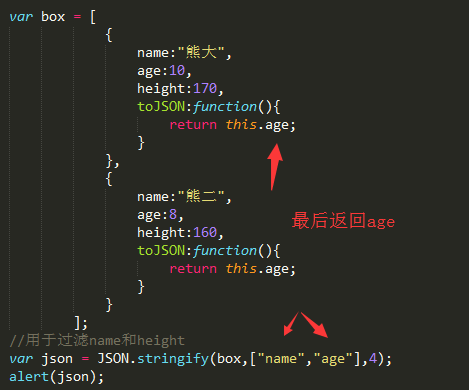 var box = [
{
name:"熊大",
age:10,
height:170,
toJSON:function(){
return this.age;
}
},
{
name:"熊二",
age:8,
height:160,
toJSON:function(){
return this.age;
}
}
];
最后返回age
//用于过滤name和height
var json = JSON.stringify(box,["name","age"],4);
alert(json);